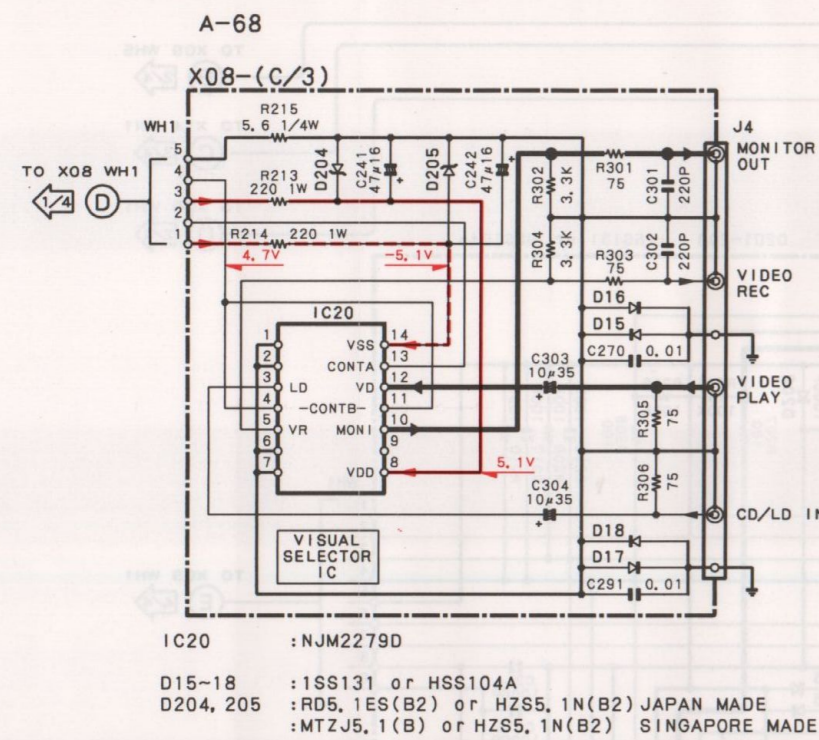 A-68
X08-(C/3)
WH1
R215
5.6 1/4W
5
4
3
2
1
TO X08 WH1
1/4
D
R213
220 1W
R214
220 1W
4.7V
-5.1V
D204
C241
47μ16
D205
C242
47μ16
R302
3.3K
R301
75
C301
220P
R304
3.3K
R303
75
C302
220P
J4
MONITOR
OUT
VIDEO
REC
D16
D15
C270
0.01
IC20
1
2
3
4
5
6
7
14
13
12
11
10
9
8
VSS
CONTA
LD
VD
-CONTB-
VR
MONI
VDD
5.1V
C303
10μ35
C304
10μ35
VIDEO
PLAY
R305
75
R306
75
CD/LD IN
D18
D17
C291
0.01
VISUAL
SELECTOR
IC
IC20 :NJM2279D
D15~18 :1SS131 or HSS104A
D204,205 :RD5.1ES(B2) or HZS5.1N(B2) JAPAN MADE
:MTZJ5.1(B) or HZS5.1N(B2) SINGAPORE MADE